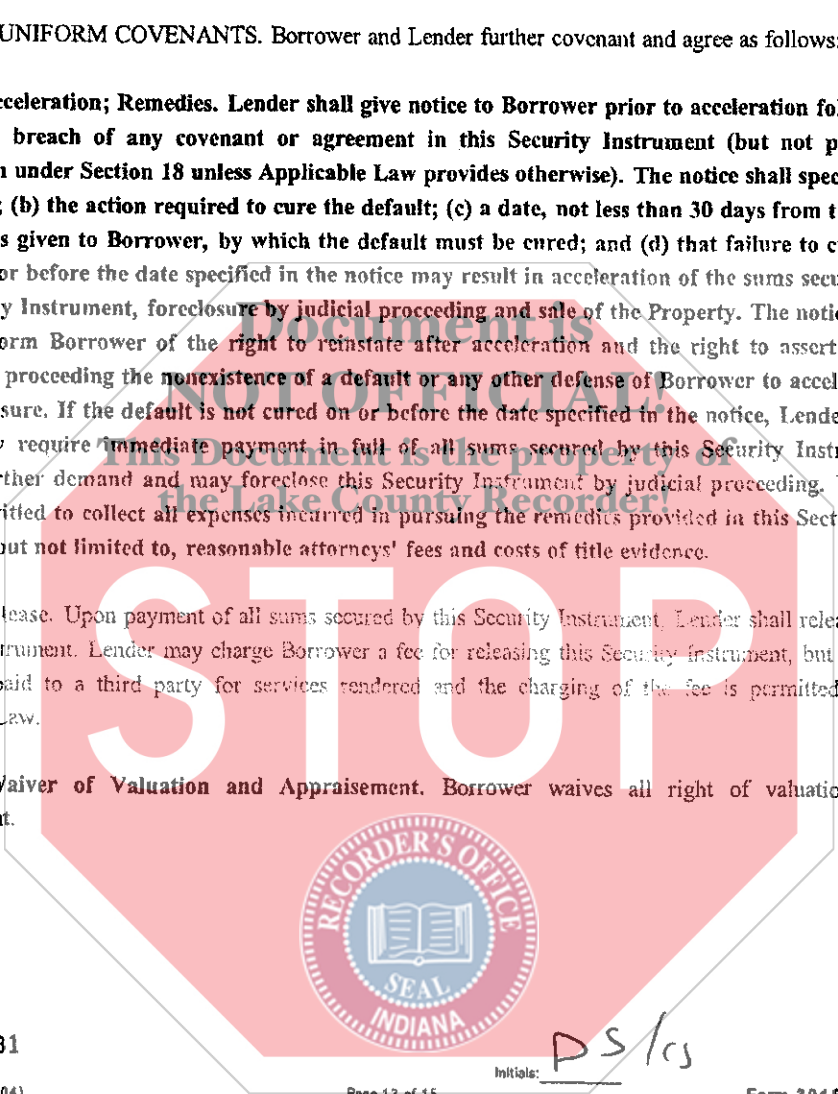 UNIFORM COVENANTS. Borrower and Lender further covenant and agree as follows:
cceleration; Remedies. Lender shall give notice to Borrower prior to acceleration fol
breach of any covenant or agreement in this Security Instrument (but not p
n under Section 18 unless Applicable Law provides otherwise). The notice shall spec
; (b) the action required to cure the default; (c) a date, not less than 30 days from t
s given to Borrower, by which the default must be cured; and (d) that failure to c
or before the date specified in the notice may result in acceleration of the sums secu
y Instrument, foreclosure by judicial proceeding and sale of the Property. The noti
orm Borrower of the right to reinstate after acceleration and the right to assert
proceeding the nonexistence of a default or any other defense of Borrower to accel
sure. If the default is not cured on or before the date specified in the notice, Lende
y require immediate payment in full of all sums secured by this Security Instr
rther demand and may foreclose this Security Instrument by judicial proceeding.
itled to collect all expenses incurred in pursuing the remedies provided in this Sect
out not limited to, reasonable attorneys' fees and costs of title evidence.
Document is
NOT OFFICIAL!
This Document is the property of
the Lake County Recorder!
lease. Upon payment of all sums secured by this Security Instrument, Lender shall relea
trument. Lender may charge Borrower a fee for releasing this Security Instrument, but
paid to a third party for services rendered and the charging of the fee is permitted
Law.
STOP
Vaiver of Valuation and Appraisement. Borrower waives all right of valuatio
nt.
RECORDER'S OFFICE
SEAL
INDIANA
31
Initials: DS/cs
04)
Page 13 of 15